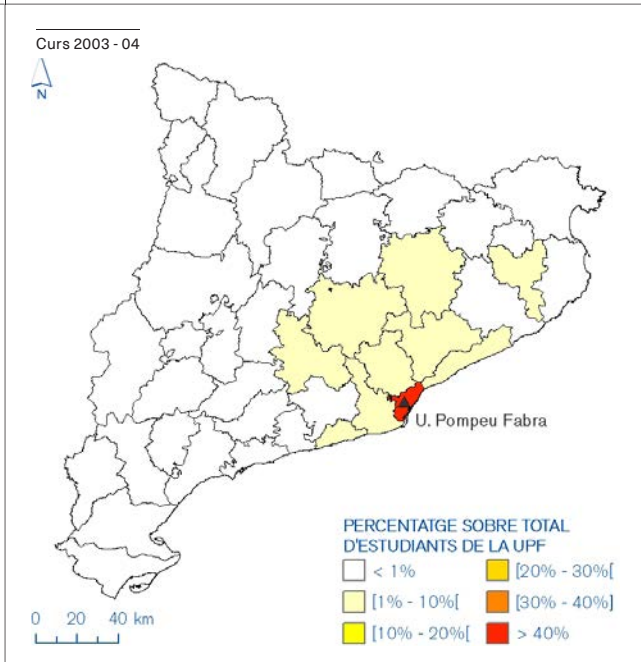 Curs 2003 - 04
N
U. Pompeu Fabra
PERCENTATGE SOBRE TOTAL
D'ESTUDIANTS DE LA UPF
< 1%
[20% - 30%[
[1% - 10%[
[30% - 40%]
[10% - 20%[
> 40%
0 20 40 km